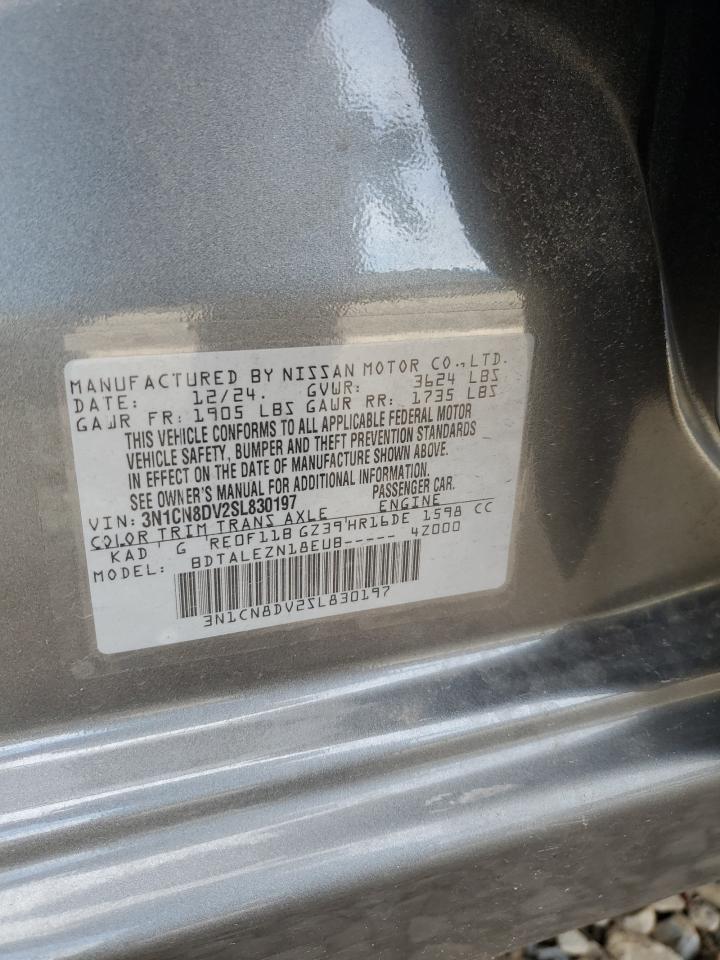 MANUFACTURED BY NISSAN MOTOR CO.,LTD.
DATE: 12/24. GVWR: 3624 LBS
GAWR FR: 1905 LBS GAWR RR: 1735 LBS
THIS VEHICLE CONFORMS TO ALL APPLICABLE FEDERAL MOTOR
VEHICLE SAFETY, BUMPER AND THEFT PREVENTION STANDARDS
IN EFFECT ON THE DATE OF MANUFACTURE SHOWN ABOVE.
SEE OWNER'S MANUAL FOR ADDITIONAL INFORMATION.
VIN: 3N1CN8DV2SL830197 PASSENGER CAR.
COLOR TRIM TRANS AXLE ENGINE
KAD G RE0F11B GZ39 HR16DE 1598 CC
MODEL: BDTALEZN18EUB----- 4Z000
3N1CN8DV2SL830197